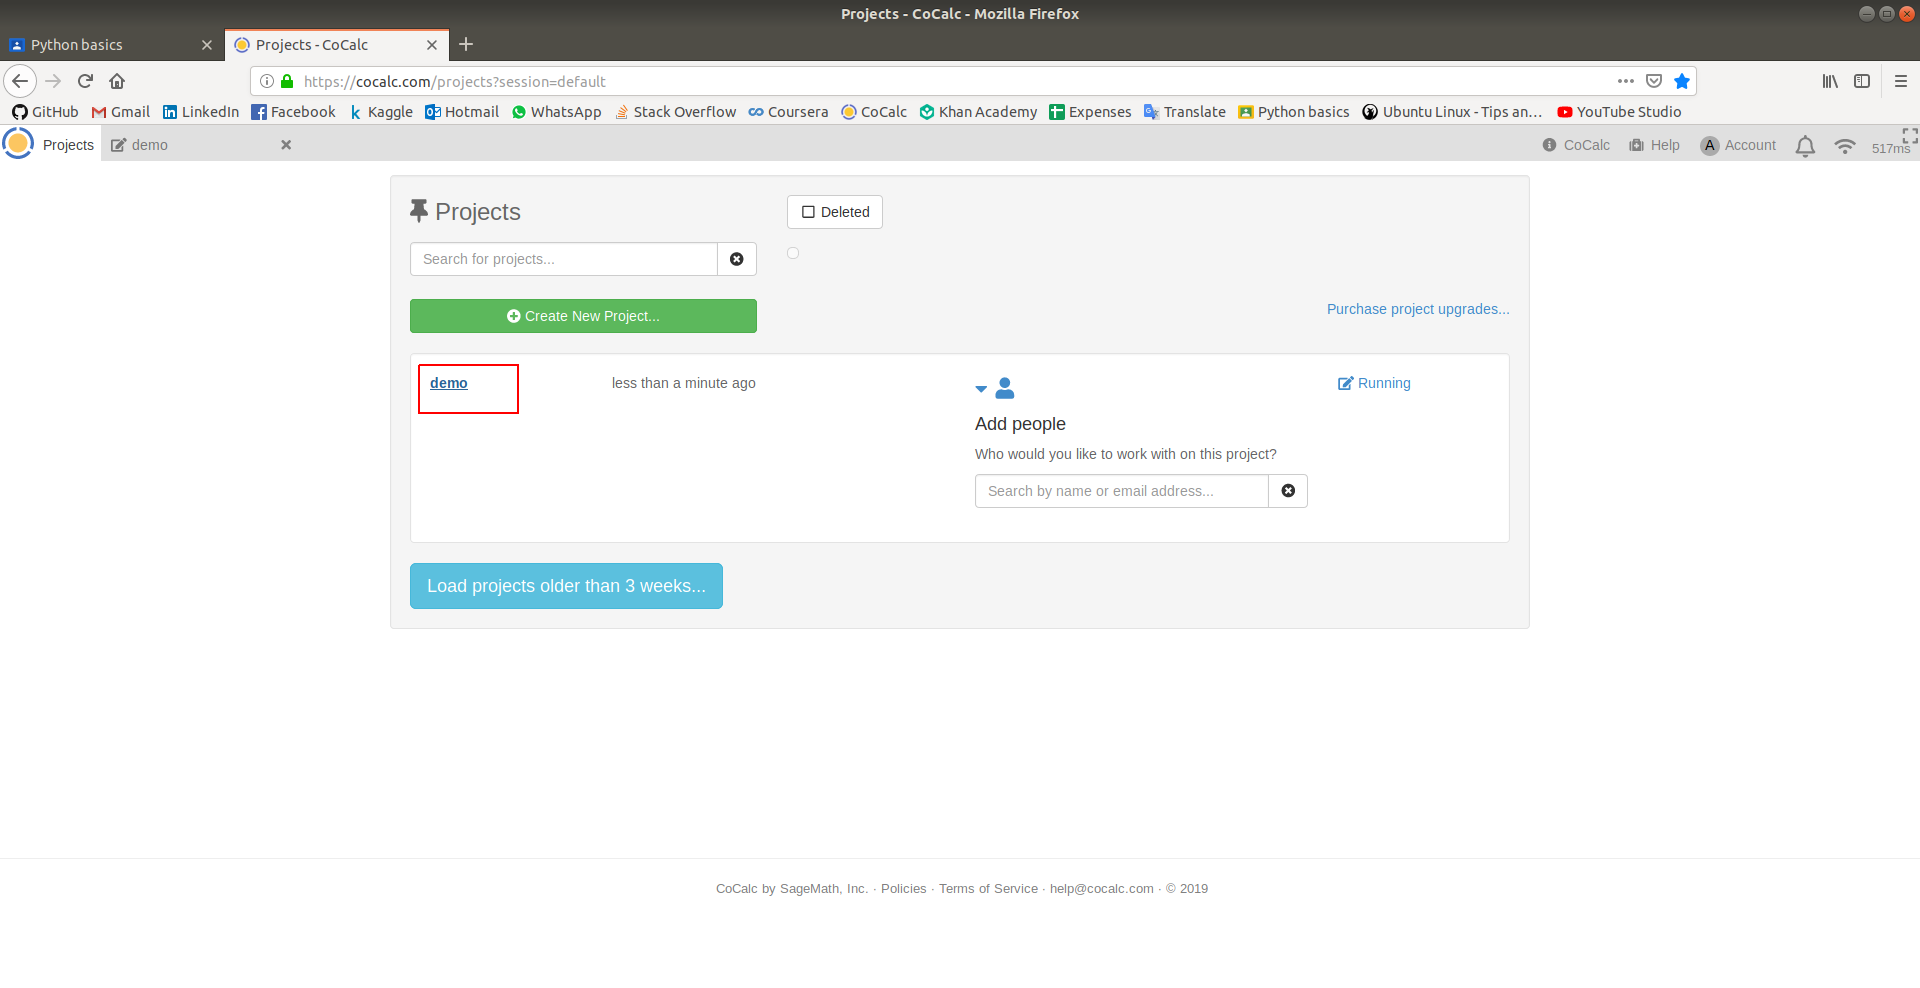 Projects - CoCalc - Mozilla Firefox
Python basics
Projects - CoCalc
https://cocalc.com/projects?session=default
GitHub Gmail LinkedIn Facebook Kaggle Hotmail WhatsApp Stack Overflow Coursera CoCalc Khan Academy Expenses Translate Python basics Ubuntu Linux - Tips an... YouTube Studio
Projects demo CoCalc Help A Account 517ms
Projects
Deleted
Search for projects...
Create New Project...
Purchase project upgrades...
demo less than a minute ago Running
Add people
Who would you like to work with on this project?
Search by name or email address...
Load projects older than 3 weeks...
CoCalc by SageMath, Inc. · Policies · Terms of Service · help@cocalc.com · © 2019